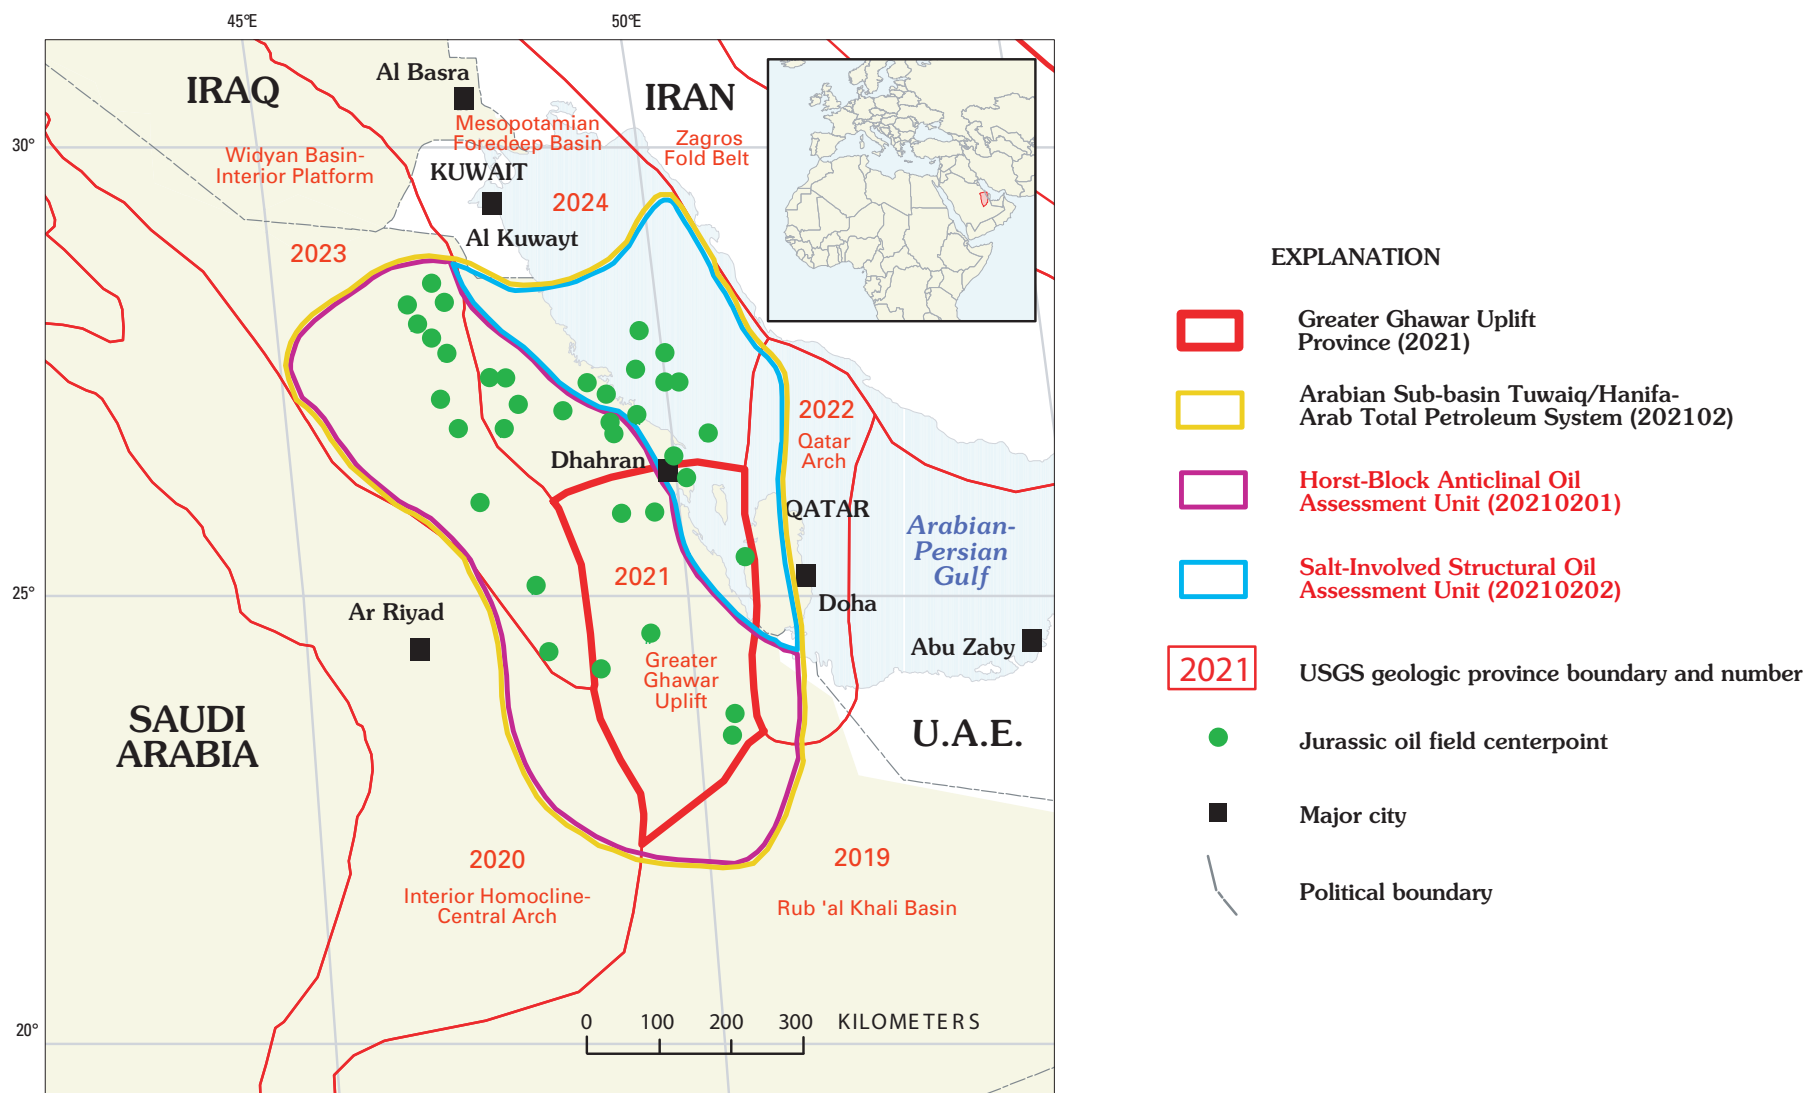 45°E
50°E
30°
25°
20°
IRAQ
Al Basra
IRAN
Mesopotamian
Foredeep Basin
Zagros
Fold Belt
Widyan Basin-
Interior Platform
KUWAIT
2024
Al Kuwayt
2023
2022
Qatar
Arch
Dhahran
QATAR
Arabian-
Persian
Gulf
2021
Doha
Ar Riyad
Abu Zaby
Greater
Ghawar
Uplift
SAUDI
ARABIA
U.A.E.
2020
Interior Homocline-
Central Arch
2019
Rub 'al Khali Basin
0 100 200 300 KILOMETERS
EXPLANATION
Greater Ghawar Uplift
Province (2021)
Arabian Sub-basin Tuwaiq/Hanifa-
Arab Total Petroleum System (202102)
Horst-Block Anticlinal Oil
Assessment Unit (20210201)
Salt-Involved Structural Oil
Assessment Unit (20210202)
2021 USGS geologic province boundary and number
Jurassic oil field centerpoint
Major city
Political boundary